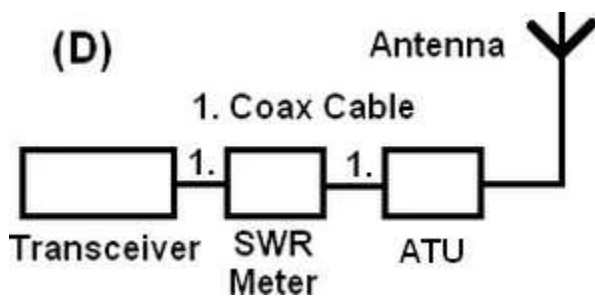 (D)
Antenna
1. Coax Cable
1.
1.
Transceiver
SWR
Meter
ATU